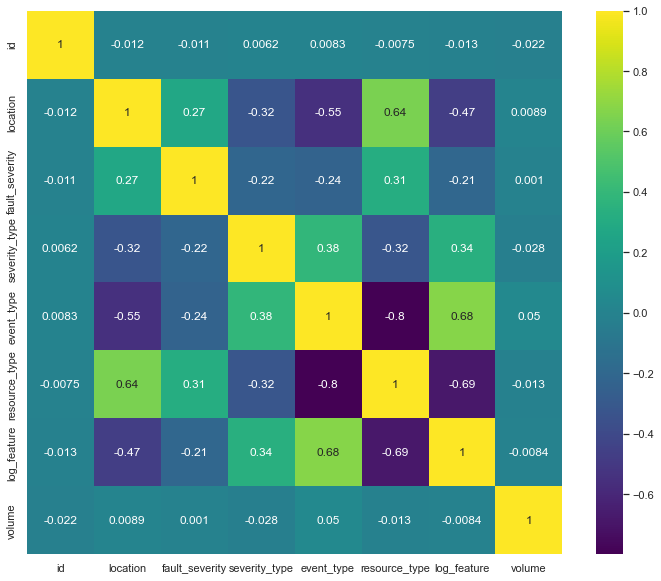 id 1 -0.012 -0.011 0.0062 0.0083 -0.0075 -0.013 -0.022
location -0.012 1 0.27 -0.32 -0.55 0.64 -0.47 0.0089
fault_severity -0.011 0.27 1 -0.22 -0.24 0.31 -0.21 0.001
severity_type 0.0062 -0.32 -0.22 1 0.38 -0.32 0.34 -0.028
event_type 0.0083 -0.55 -0.24 0.38 1 -0.8 0.68 0.05
resource_type -0.0075 0.64 0.31 -0.32 -0.8 1 -0.69 -0.013
log_feature -0.013 -0.47 -0.21 0.34 0.68 -0.69 1 -0.0084
volume -0.022 0.0089 0.001 -0.028 0.05 -0.013 -0.0084 1
id location fault_severity severity_type event_type resource_type log_feature volume
1.0
0.8
0.6
0.4
0.2
0.0
-0.2
-0.4
-0.6